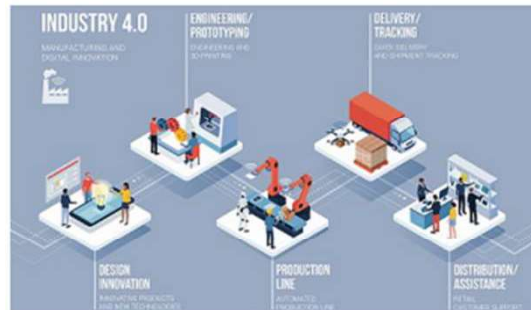 INDUSTRY 4.0
MANUFACTURING AND
DIGITAL INNOVATION
ENGINEERING/
PROTOTYPING
ENGINEERING AND
3D PRINTING
DELIVERY/
TRACKING
QUICK DELIVERY
AND SHIPMENT TRACKING
DESIGN
INNOVATION
INNOVATIVE PRODUCTS
AND NEW TECHNOLOGIES
PRODUCTION
LINE
AUTOMATED
PRODUCTION LINE
DISTRIBUTION/
ASSISTANCE
RETAIL
CUSTOMER SUPPORT